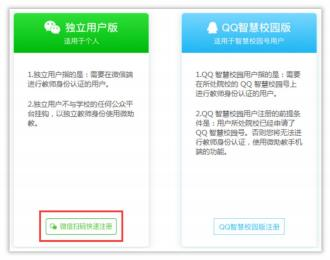 独立用户版
适用于个人
1.独立用户指的是：需要在微信端
进行教师身份认证的用户。
2.独立用户不与学校的任何公众平
台挂钩，以独立教师身份使用微助
教。
微信扫码快速注册
QQ智慧校园版
适用于智慧校园号用户
1.QQ 智慧校园用户指的是：需要
在所处院校的 QQ 智慧校园号上
进行教师身份认证的用户。
2.QQ 智慧校园用户注册的前提条
件是：用户所处院校已经申请了
QQ 智慧校园号。否则您将无法进
行教师身份认证，使用微助教手机
端的功能。
QQ智慧校园版注册